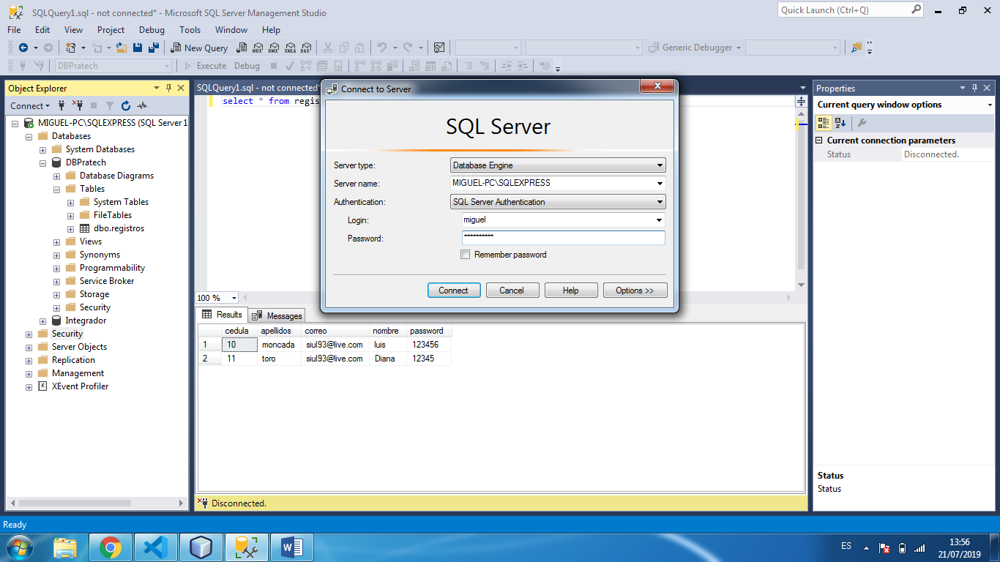 SQLQuery1.sql - not connected* - Microsoft SQL Server Management Studio
Quick Launch (Ctrl+Q)
File Edit View Project Debug Tools Window Help
New Query MDX DMX XMLA DAX Generic Debugger
DBPratech Execute Debug
Object Explorer
Connect
MIGUEL-PC\SQLEXPRESS (SQL Server 1
Databases
System Databases
DBPratech
Database Diagrams
Tables
System Tables
FileTables
dbo.registros
Views
Synonyms
Programmability
Service Broker
Storage
Security
Integrador
Security
Server Objects
Replication
Management
XEvent Profiler
SQLQuery1.sql - not connected*
select * from regis
Connect to Server
SQL Server
Server type: Database Engine
Server name: MIGUEL-PC\SQLEXPRESS
Authentication: SQL Server Authentication
Login: miguel
Password: **********
Remember password
Connect Cancel Help Options >>
100 %
Results Messages
cedula apellidos correo nombre password
1 10 moncada siul93@live.com luis 123456
2 11 toro siul93@live.com Diana 12345
Disconnected.
Properties
Current query window options
Current connection parameters
Status Disconnected.
Status
Status
Ready
ES
13:56
21/07/2019